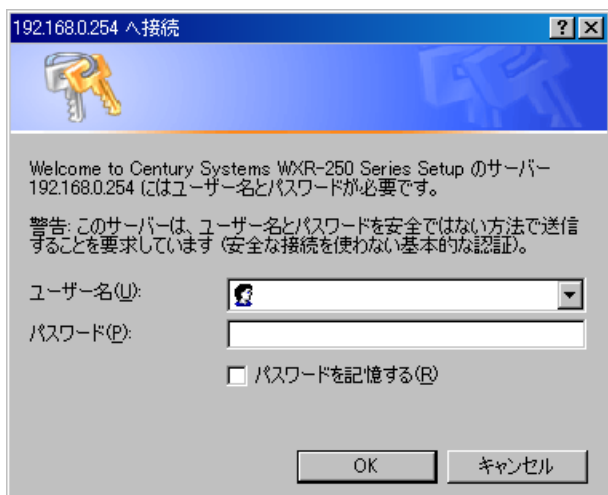 192.168.0.254 へ接続
Welcome to Century Systems WXR-250 Series Setup のサーバー
192.168.0.254 にはユーザー名とパスワードが必要です。
警告: このサーバーは、ユーザー名とパスワードを安全ではない方法で送信
することを要求しています (安全な接続を使わない基本的な認証)。
ユーザー名(U):
パスワード(P):
パスワードを記憶する(R)
OK キャンセル